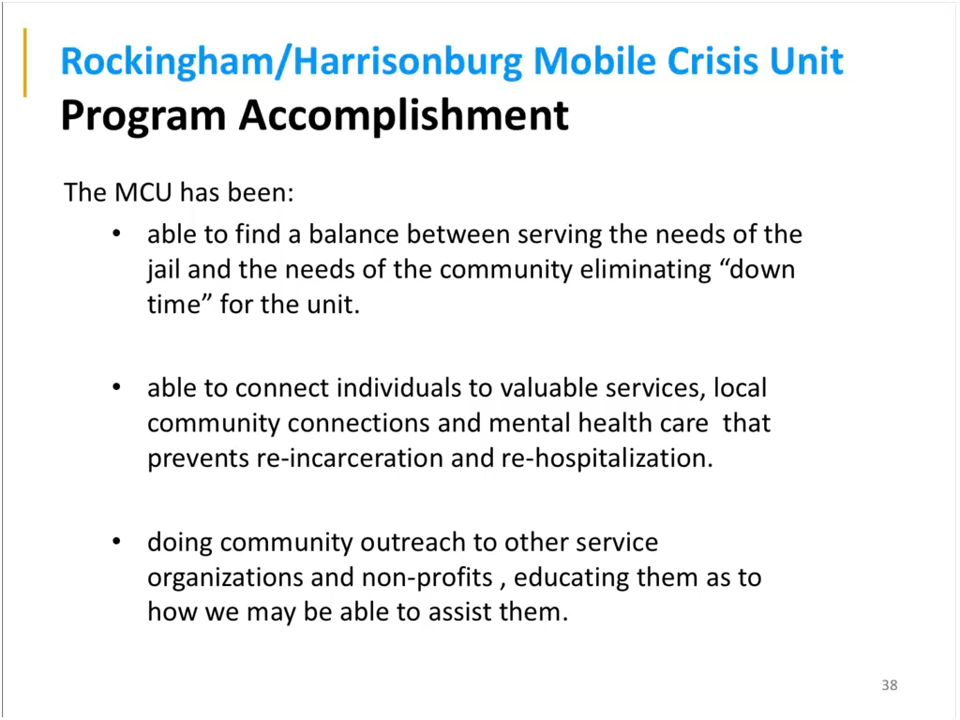 Rockingham/Harrisonburg Mobile Crisis Unit
Program Accomplishment
The MCU has been:
• able to find a balance between serving the needs of the
jail and the needs of the community eliminating “down
time” for the unit.
• able to connect individuals to valuable services, local
community connections and mental health care  that
prevents re-incarceration and re-hospitalization.
• doing community outreach to other service
organizations and non-profits , educating them as to
how we may be able to assist them.
38